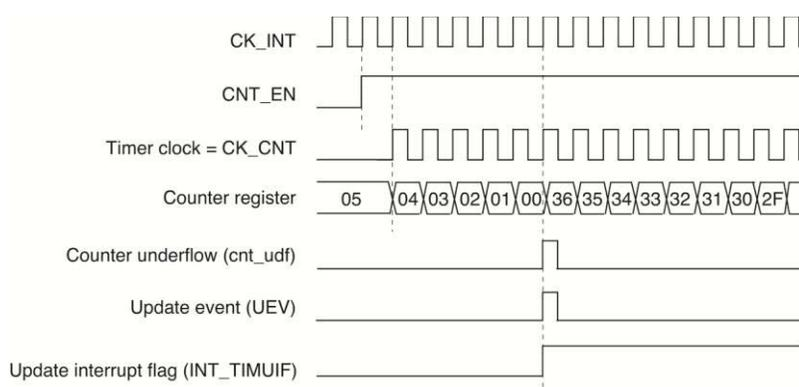 CK_INT
CNT_EN
Timer clock = CK_CNT
Counter register 05 04 03 02 01 00 36 35 34 33 32 31 30 2F
Counter underflow (cnt_udf)
Update event (UEV)
Update interrupt flag (INT_TIMUIF)